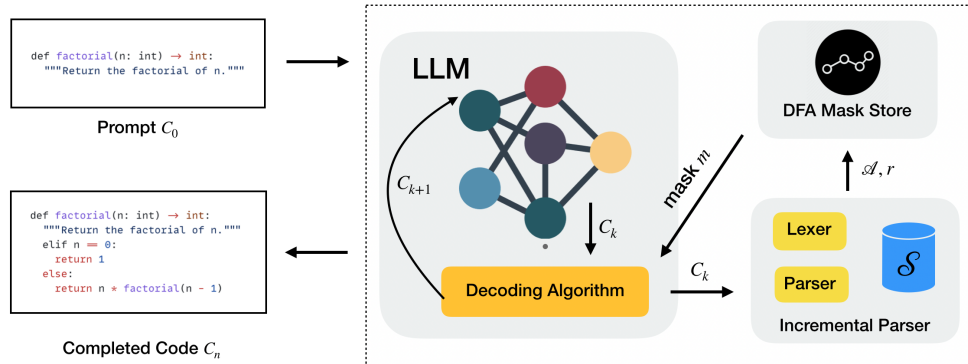 def factorial(n: int) → int:
"""Return the factorial of n."""
Prompt C₀
def factorial(n: int) → int:
"""Return the factorial of n."""
elif n == 0:
return 1
else:
return n * factorial(n - 1)
Completed Code Cₙ
LLM
Cₖ₊₁
Cₖ
Decoding Algorithm
mask m
Cₖ
DFA Mask Store
𝒜, r
Lexer
Parser
𝒮
Incremental Parser